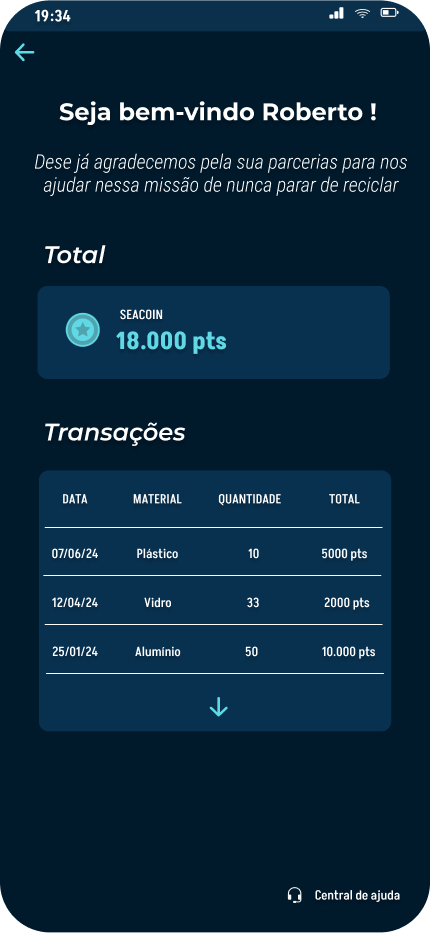 19:34
Seja bem-vindo Roberto !
Dese já agradecemos pela sua parcerias para nos
ajudar nessa missão de nunca parar de reciclar
Total
SEACOIN
18.000 pts
Transações
DATA MATERIAL QUANTIDADE TOTAL
07/06/24 Plástico 10 5000 pts
12/04/24 Vidro 33 2000 pts
25/01/24 Alumínio 50 10.000 pts
Central de ajuda